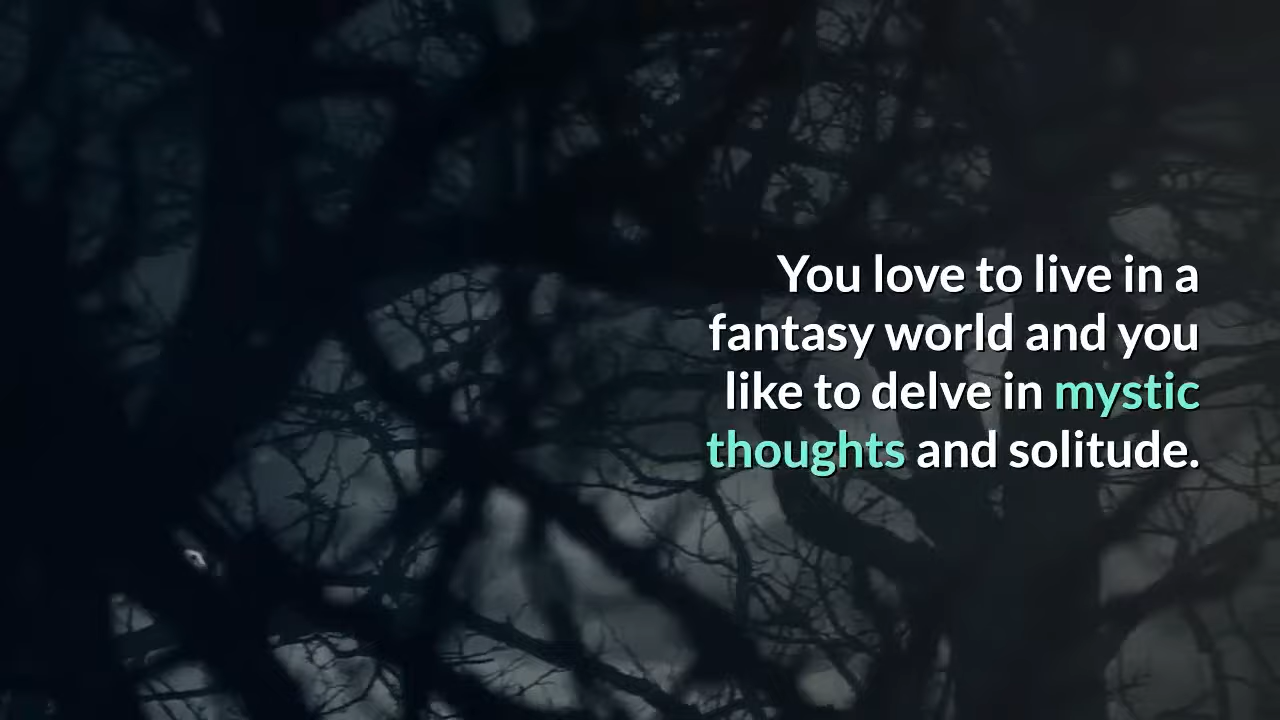 You love to live in a
fantasy world and you
like to delve in mystic
thoughts and solitude.